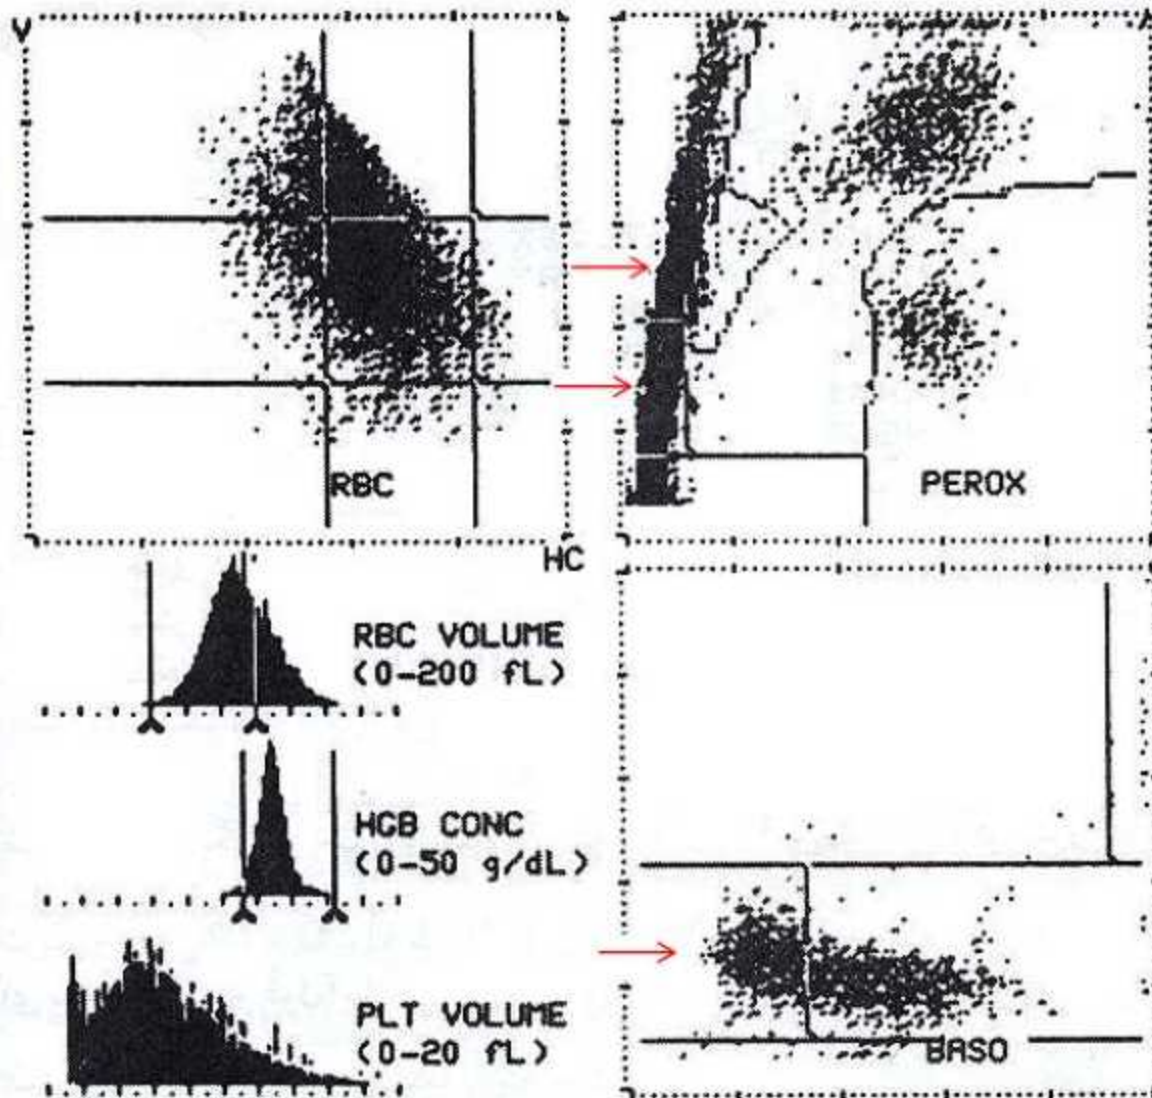 V
RBC
HC
PEROX
RBC VOLUME
(0-200 fL)
HGB CONC
(0-50 g/dL)
PLT VOLUME
(0-20 fL)
BASO